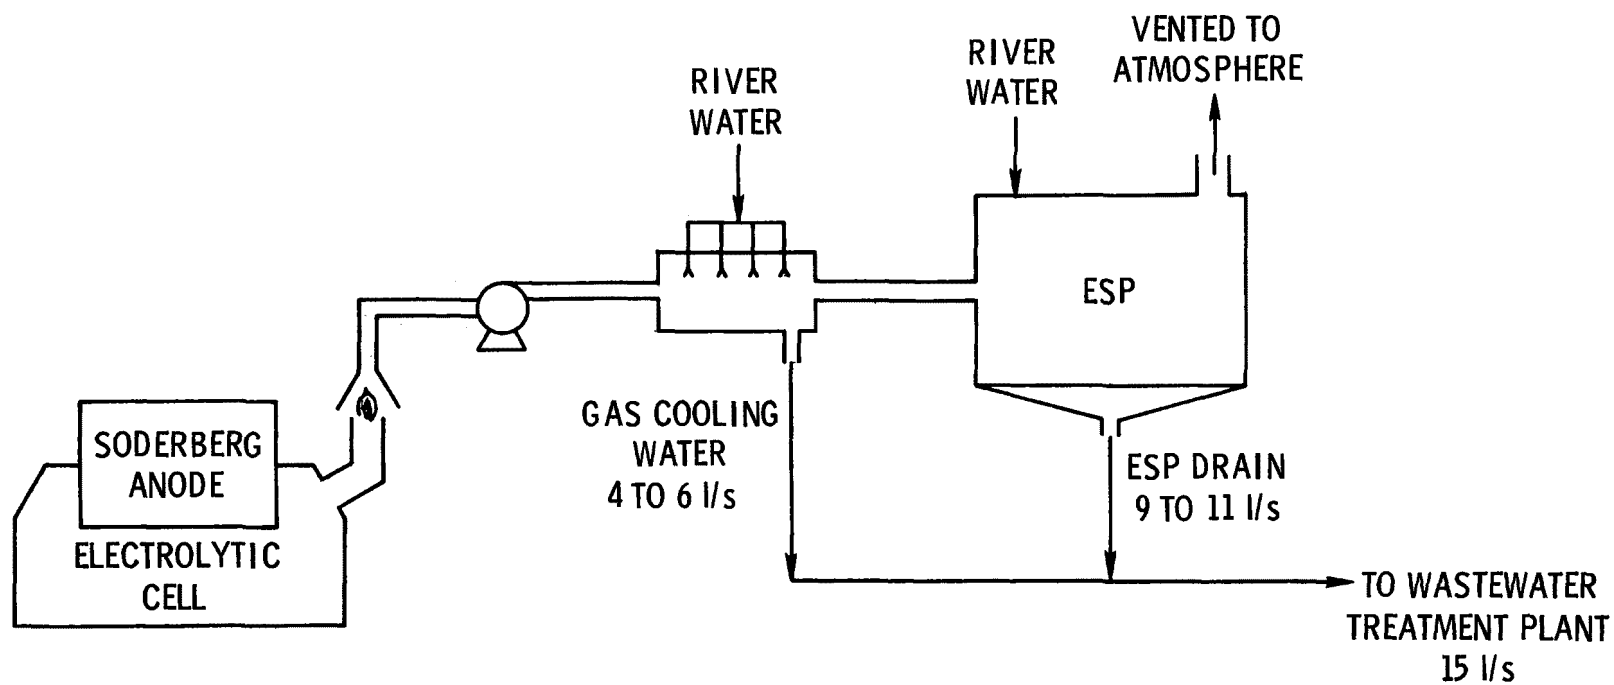 VENTED TO
ATMOSPHERE
RIVER
WATER
RIVER
WATER
ESP
GAS COOLING
WATER
4 TO 6 l/s
SODERBERG
ANODE
ESP DRAIN
9 TO 11 l/s
ELECTROLYTIC
CELL
TO WASTEWATER
TREATMENT PLANT
15 l/s